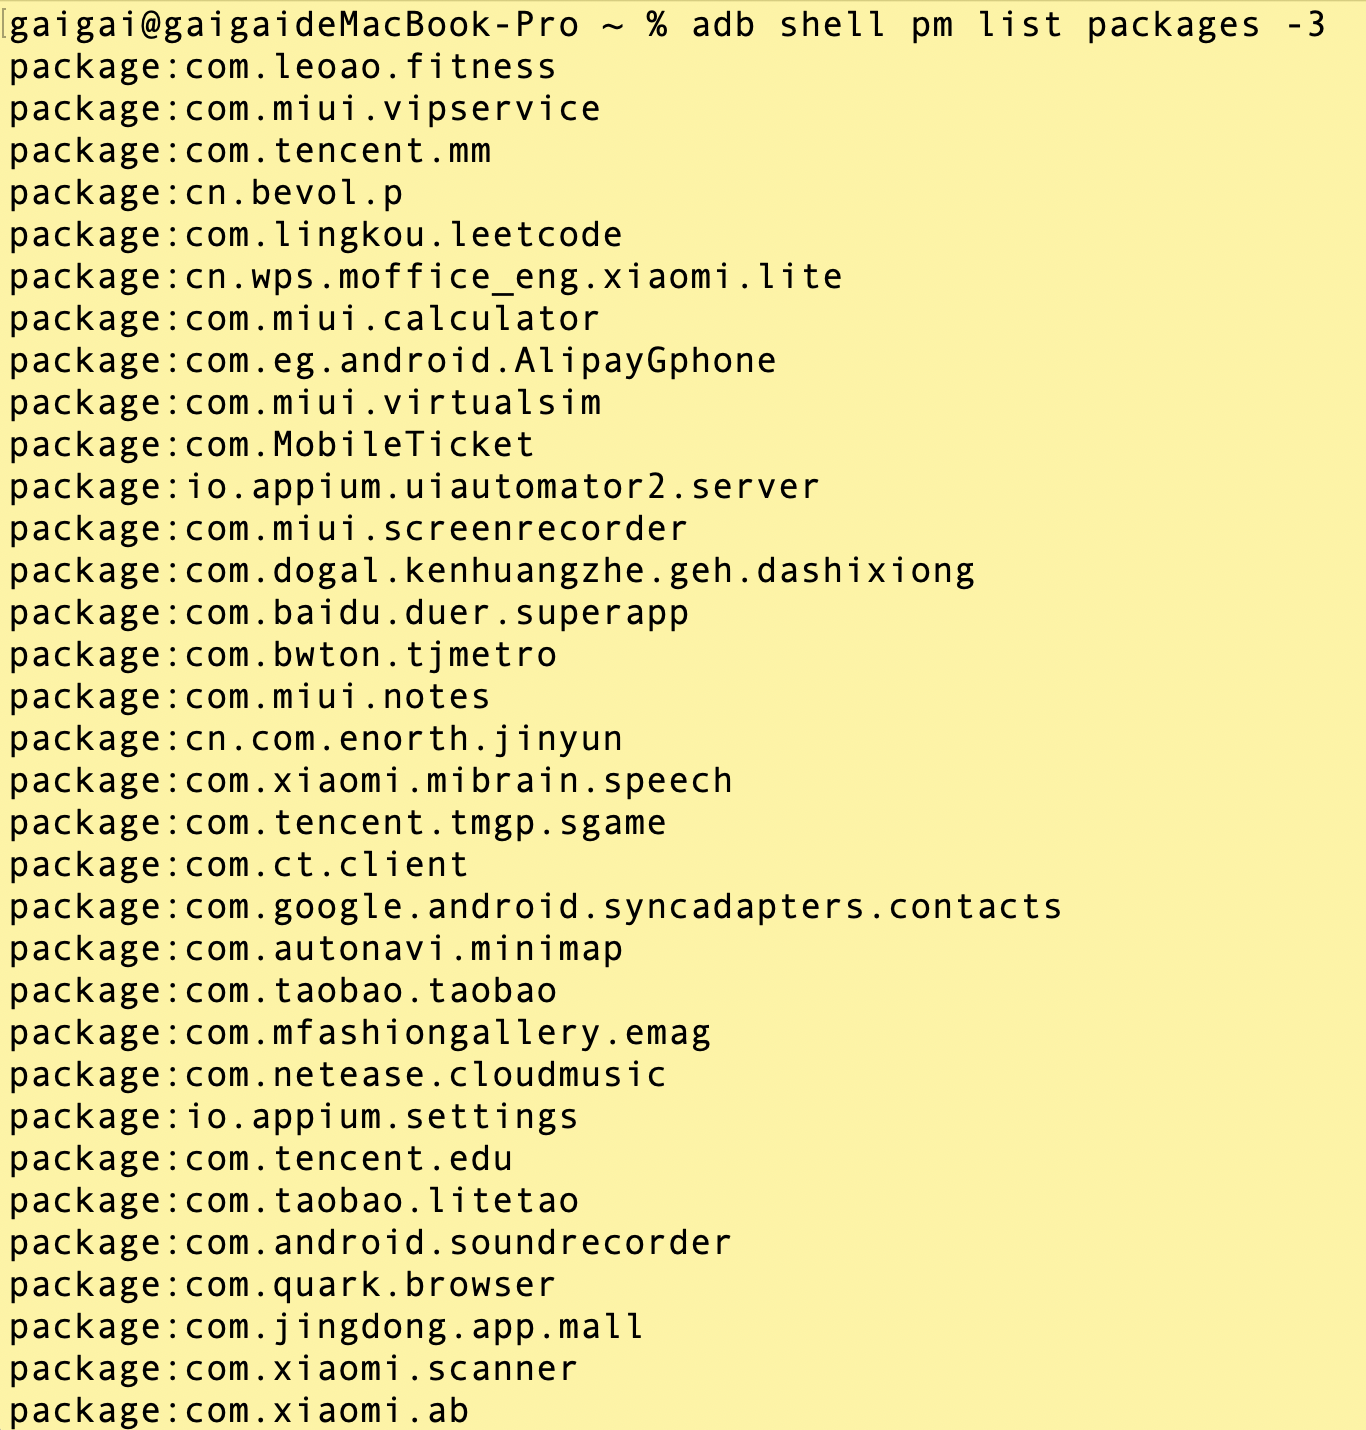 gaigai@gaigaideMacBook-Pro ~ % adb shell pm list packages -3
package:com.leoao.fitness
package:com.miui.vipservice
package:com.tencent.mm
package:cn.bevol.p
package:com.lingkou.leetcode
package:cn.wps.moffice_eng.xiaomi.lite
package:com.miui.calculator
package:com.eg.android.AlipayGphone
package:com.miui.virtualsim
package:com.MobileTicket
package:io.appium.uiautomator2.server
package:com.miui.screenrecorder
package:com.dogal.kenhuangzhe.geh.dashixiong
package:com.baidu.duer.superapp
package:com.bwton.tjmetro
package:com.miui.notes
package:cn.com.enorth.jinyun
package:com.xiaomi.mibrain.speech
package:com.tencent.tmgp.sgame
package:com.ct.client
package:com.google.android.syncadapters.contacts
package:com.autonavi.minimap
package:com.taobao.taobao
package:com.mfashiongallery.emag
package:com.netease.cloudmusic
package:io.appium.settings
package:com.tencent.edu
package:com.taobao.litetao
package:com.android.soundrecorder
package:com.quark.browser
package:com.jingdong.app.mall
package:com.xiaomi.scanner
package:com.xiaomi.ab